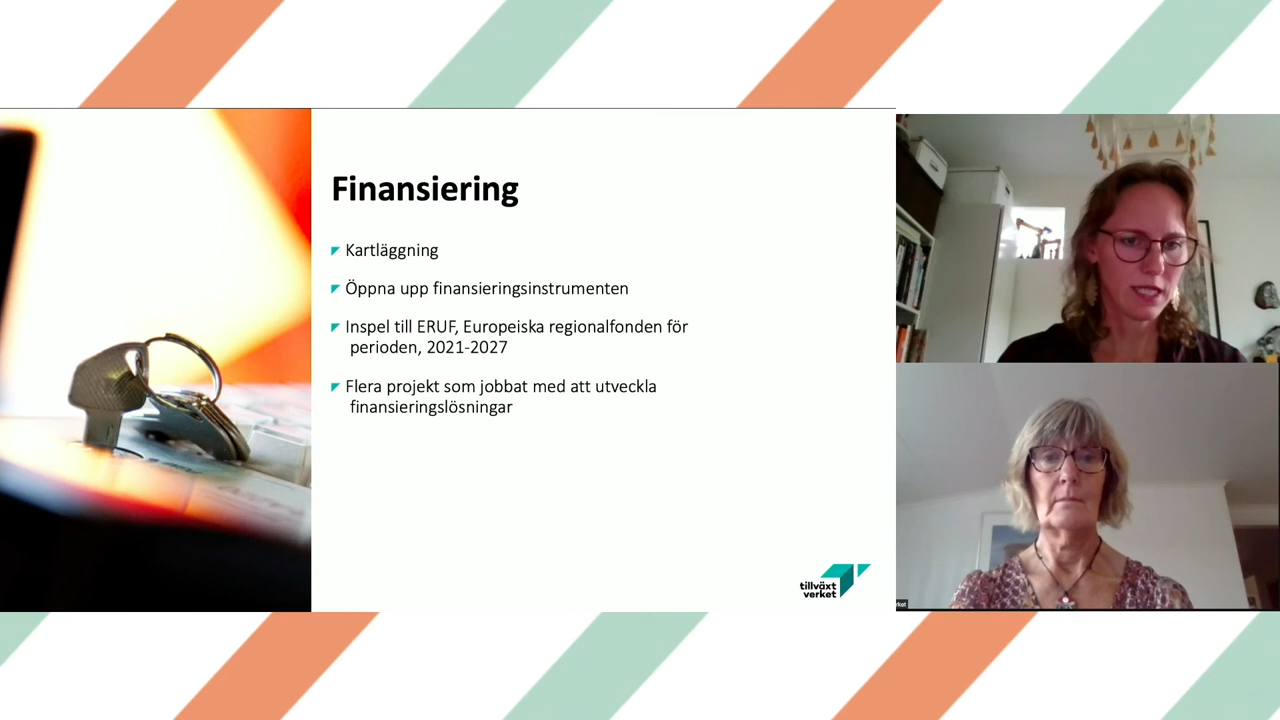 Finansiering
Kartläggning
Öppna upp finansieringsinstrumenten
Inspel till ERUF, Europeiska regionalfonden för
perioden, 2021-2027
Flera projekt som jobbat med att utveckla
finansieringslösningar
tillväxt
verket